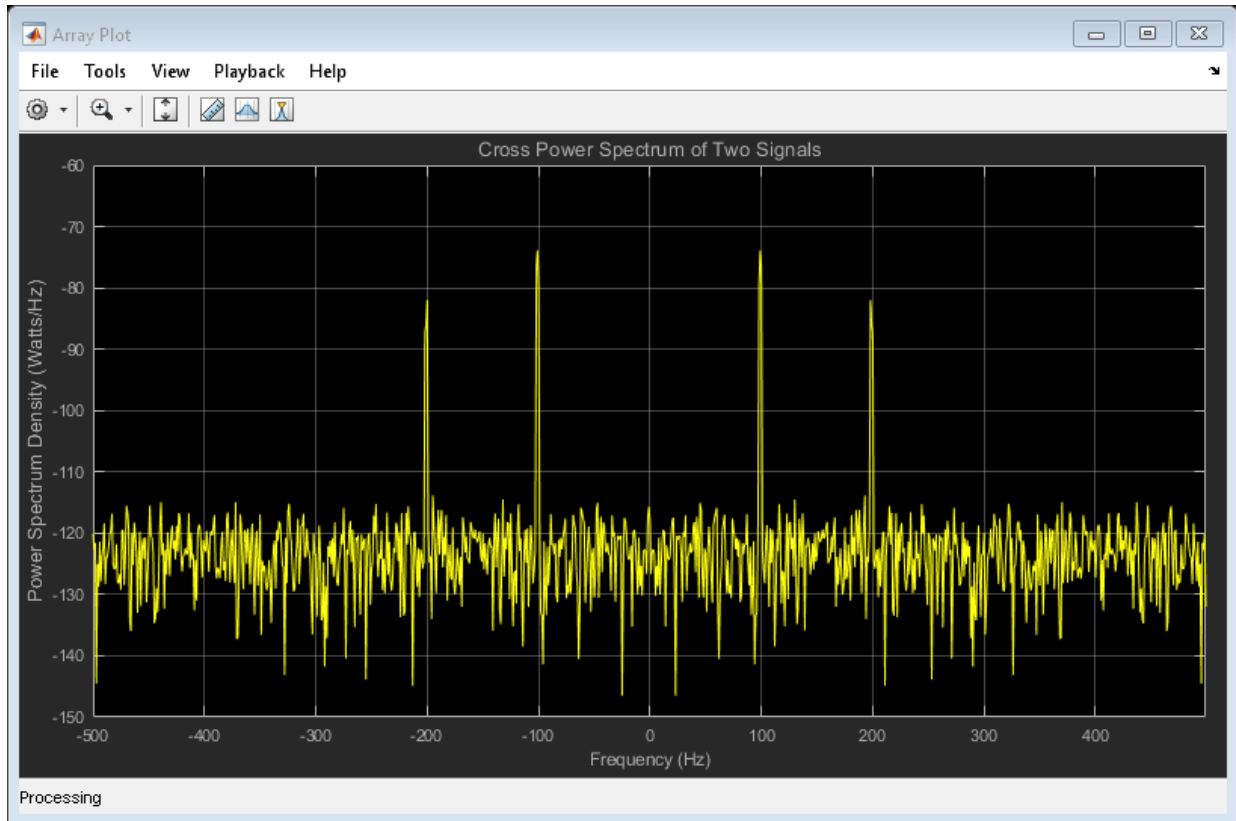 Array Plot
File Tools View Playback Help
Cross Power Spectrum of Two Signals
-60
-70
-80
-90
-100
-110
-120
-130
-140
-150
Power Spectrum Density (Watts/Hz)
-500 -400 -300 -200 -100 0 100 200 300 400
Frequency (Hz)
Processing